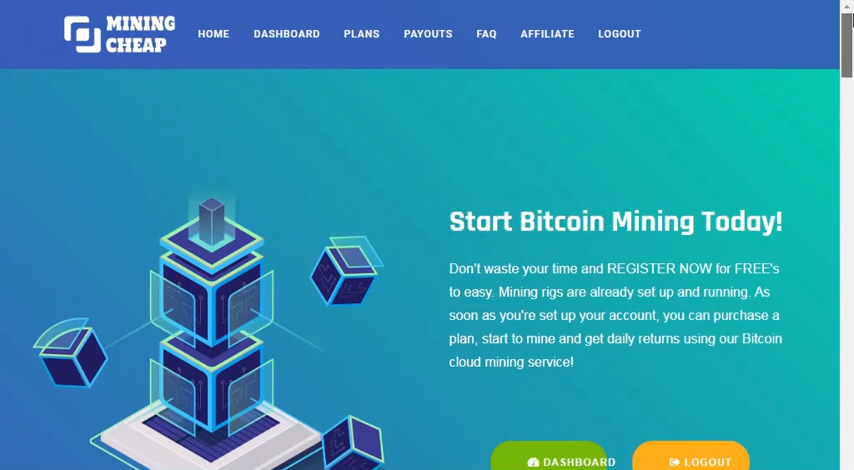 MINING
CHEAP
HOME DASHBOARD PLANS PAYOUTS FAQ AFFILIATE LOGOUT
Start Bitcoin Mining Today!
Don't waste your time and REGISTER NOW for FREE's
to easy. Mining rigs are already set up and running. As
soon as you're set up your account, you can purchase a
plan, start to mine and get daily returns using our Bitcoin
cloud mining service!
DASHBOARD LOGOUT